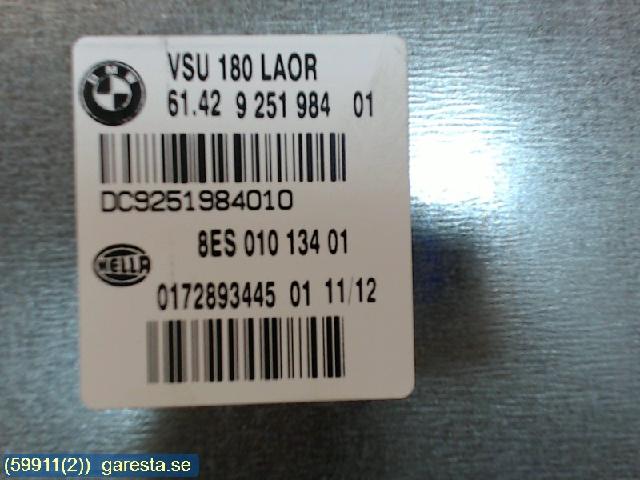 BMW
VSU 180 LAOR
61.42 9 251 984 01
DC9251984010
8ES 010 134 01
HELLA
0172893445 01 11/12
(59911(2)) garesta.se